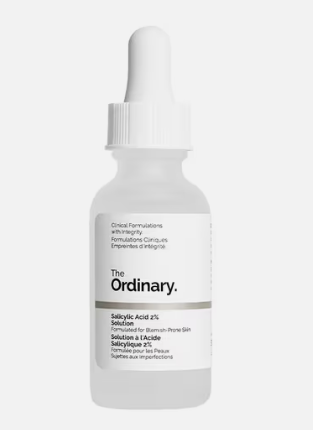 Clinical Formulations
with Integrity.
Formulations Cliniques
Empreintes d'intégrité.
The
Ordinary.
Salicylic Acid 2%
Solution
Formulated for Blemish Prone Skin
Solution à l'Acide
Salicylique 2%
Formulée pour les Peaux
Sujettes aux Imperfections